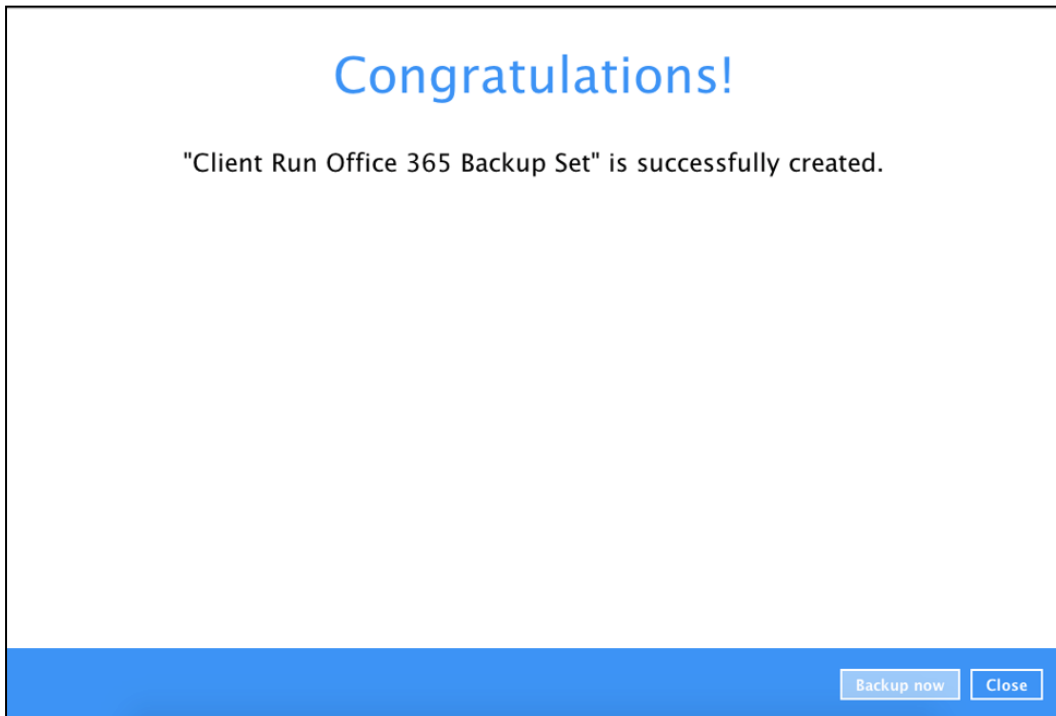 Congratulations!
"Client Run Office 365 Backup Set" is successfully created.
Backup now
Close